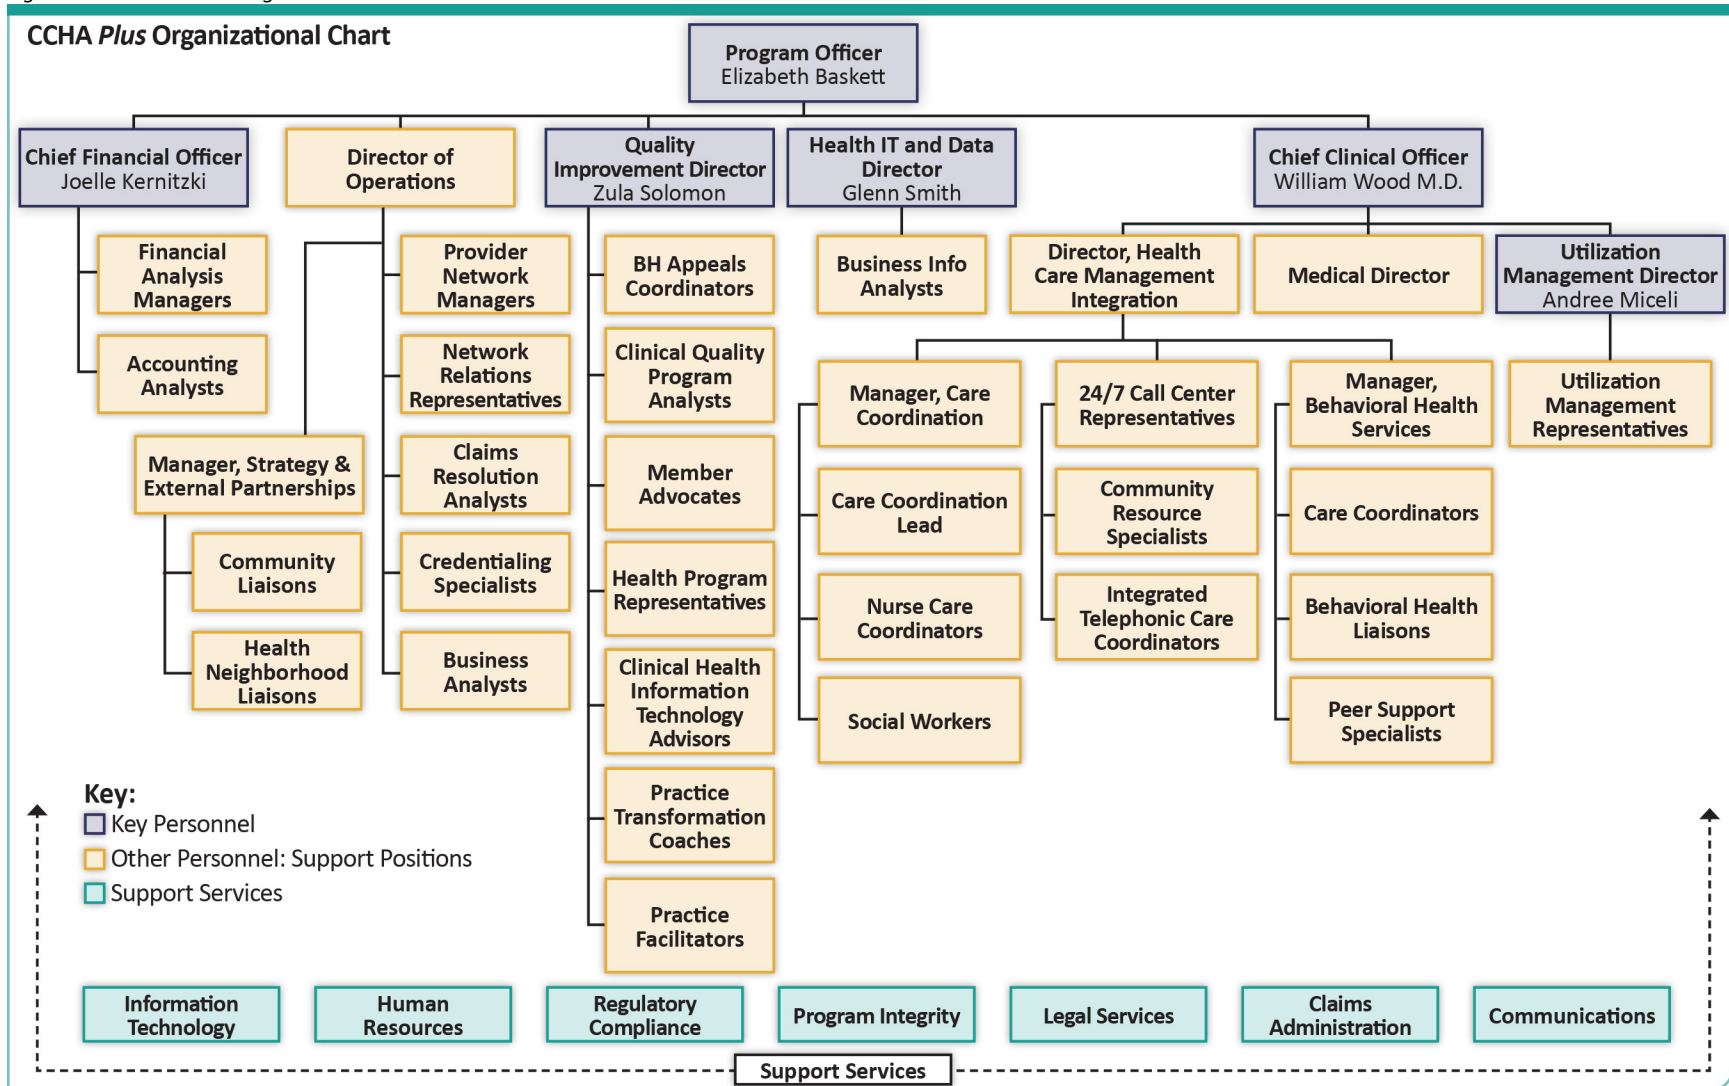 CCHA Plus Organizational Chart
Program Officer
Elizabeth Baskett
Chief Financial Officer
Joelle Kernitzki
Director of
Operations
Quality
Improvement Director
Zula Solomon
Health IT and Data
Director
Glenn Smith
Chief Clinical Officer
William Wood M.D.
Financial
Analysis
Managers
Accounting
Analysts
Manager, Strategy &
External Partnerships
Community
Liaisons
Health
Neighborhood
Liaisons
Provider
Network
Managers
Network
Relations
Representatives
Claims
Resolution
Analysts
Credentialing
Specialists
Business
Analysts
BH Appeals
Coordinators
Clinical Quality
Program
Analysts
Member
Advocates
Health Program
Representatives
Clinical Health
Information
Technology
Advisors
Practice
Transformation
Coaches
Practice
Facilitators
Business Info
Analysts
Director, Health
Care Management
Integration
Medical Director
Utilization
Management Director
Andree Miceli
Manager, Care
Coordination
Care Coordination
Lead
Nurse Care
Coordinators
Social Workers
24/7 Call Center
Representatives
Community
Resource
Specialists
Integrated
Telephonic Care
Coordinators
Manager,
Behavioral Health
Services
Care Coordinators
Behavioral Health
Liaisons
Peer Support
Specialists
Utilization
Management
Representatives
Key:
Key Personnel
Other Personnel: Support Positions
Support Services
Information
Technology
Human
Resources
Regulatory
Compliance
Program Integrity
Legal Services
Claims
Administration
Communications
Support Services